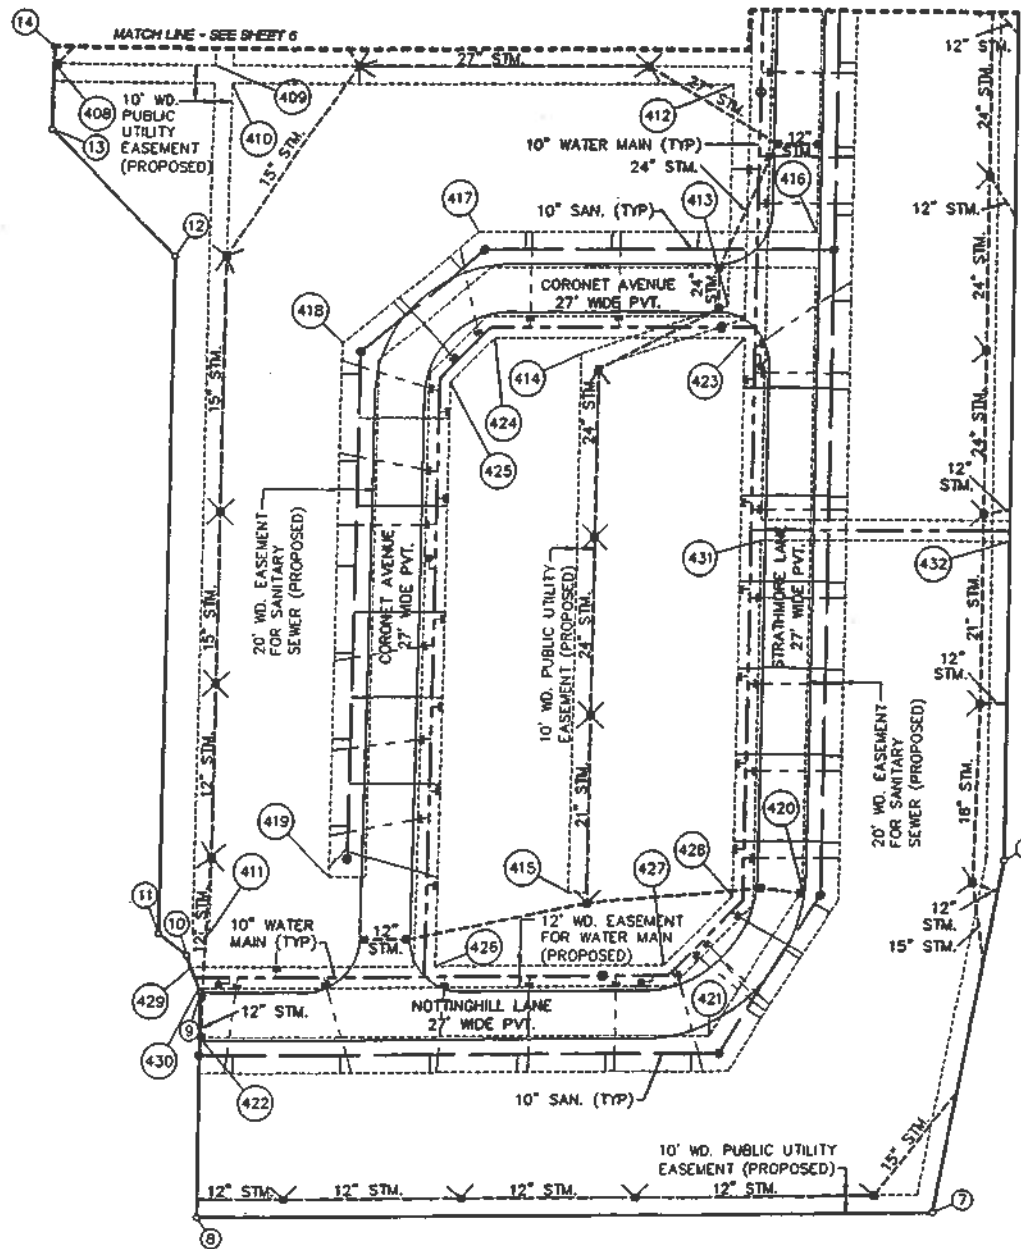 14
MATCH LINE - SEE SHEET 6
12" STM.
27" STM.
24" STM.
408
409
410
10' WD.
PUBLIC
UTILITY
EASEMENT
(PROPOSED)
13
15" STM.
27" STM.
412
10" WATER MAIN (TYP)
12"
STM.
24" STM.
416
24" STM.
12" STM.
12
417
10" SAN. (TYP)
413
24" STM.
418
CORONET AVENUE
27' WIDE PVT.
24"
STM.
15" STM.
414
423
24" STM.
424
425
24" STM.
12"
STM.
20' WD. EASEMENT
FOR SANITARY
SEWER (PROPOSED)
CORONET AVENUE
27' WIDE PVT.
431
432
STRATHMORE LANE
27' WIDE PVT.
15" STM.
10' WD. PUBLIC UTILITY
EASEMENT (PROPOSED)
24" STM.
21" STM.
12"
STM.
12" STM.
21" STM.
18" STM.
20' WD. EASEMENT
FOR SANITARY
SEWER (PROPOSED)
419
420
415
428
427
411
11
10
12" STM.
10" WATER
MAIN (TYP)
12"
STM.
426
12' WD. EASEMENT
FOR WATER MAIN
(PROPOSED)
12"
STM.
15" STM.
429
9
12" STM.
NOTTINGHILL LANE
27' WIDE PVT.
421
430
422
10" SAN. (TYP)
10' WD. PUBLIC UTILITY
EASEMENT (PROPOSED)
15" STM.
12" STM.
12" STM.
12" STM.
12" STM.
7
8